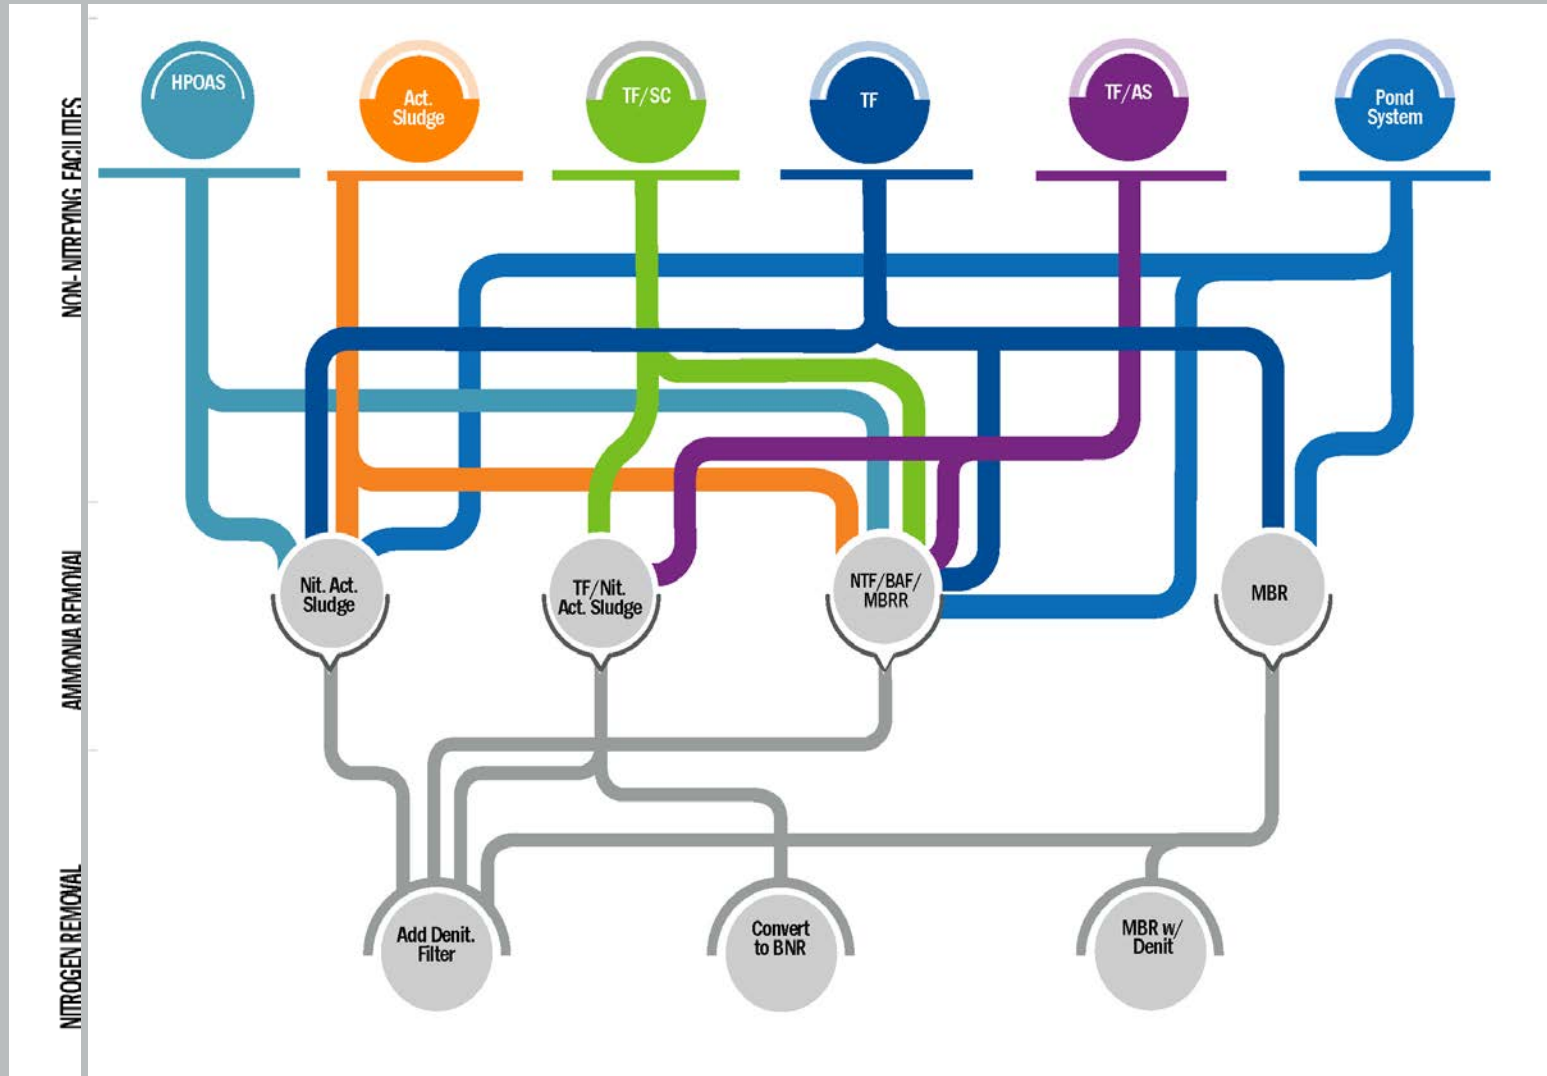 NON- NITRIFYING FACILITIES
HPOAS
Act.
Sludge
TF/SC
TF
TF/AS
Pond
System
AMMONIA REMOVAL
Nit. Act.
Sludge
TF/Nit.
Act. Sludge
NTF/BAF/
MBRR
MBR
NITROGEN REMOVAL
Add Denit.
Filter
Convert
to BNR
MBR w/
Denit